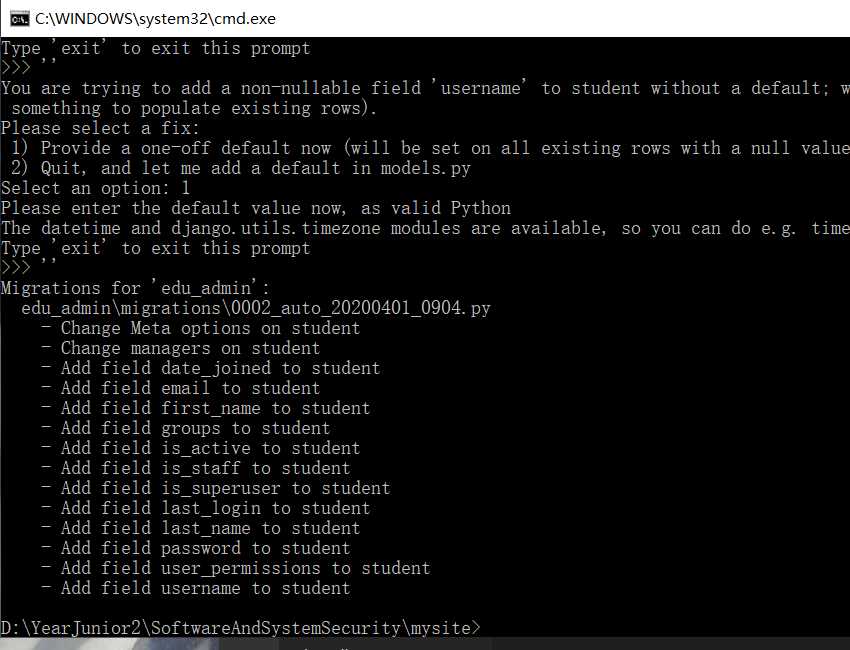 C:\WINDOWS\system32\cmd.exe
Type 'exit' to exit this prompt
>>> ''
You are trying to add a non-nullable field 'username' to student without a default; w
something to populate existing rows).
Please select a fix:
1) Provide a one-off default now (will be set on all existing rows with a null value
2) Quit, and let me add a default in models.py
Select an option: 1
Please enter the default value now, as valid Python
The datetime and django.utils.timezone modules are available, so you can do e.g. time
Type 'exit' to exit this prompt
>>> ''
Migrations for 'edu_admin':
edu_admin\migrations\0002_auto_20200401_0904.py
- Change Meta options on student
- Change managers on student
- Add field date_joined to student
- Add field email to student
- Add field first_name to student
- Add field groups to student
- Add field is_active to student
- Add field is_staff to student
- Add field is_superuser to student
- Add field last_login to student
- Add field last_name to student
- Add field password to student
- Add field user_permissions to student
- Add field username to student
D:\YearJunior2\SoftwareAndSystemSecurity\mysite>